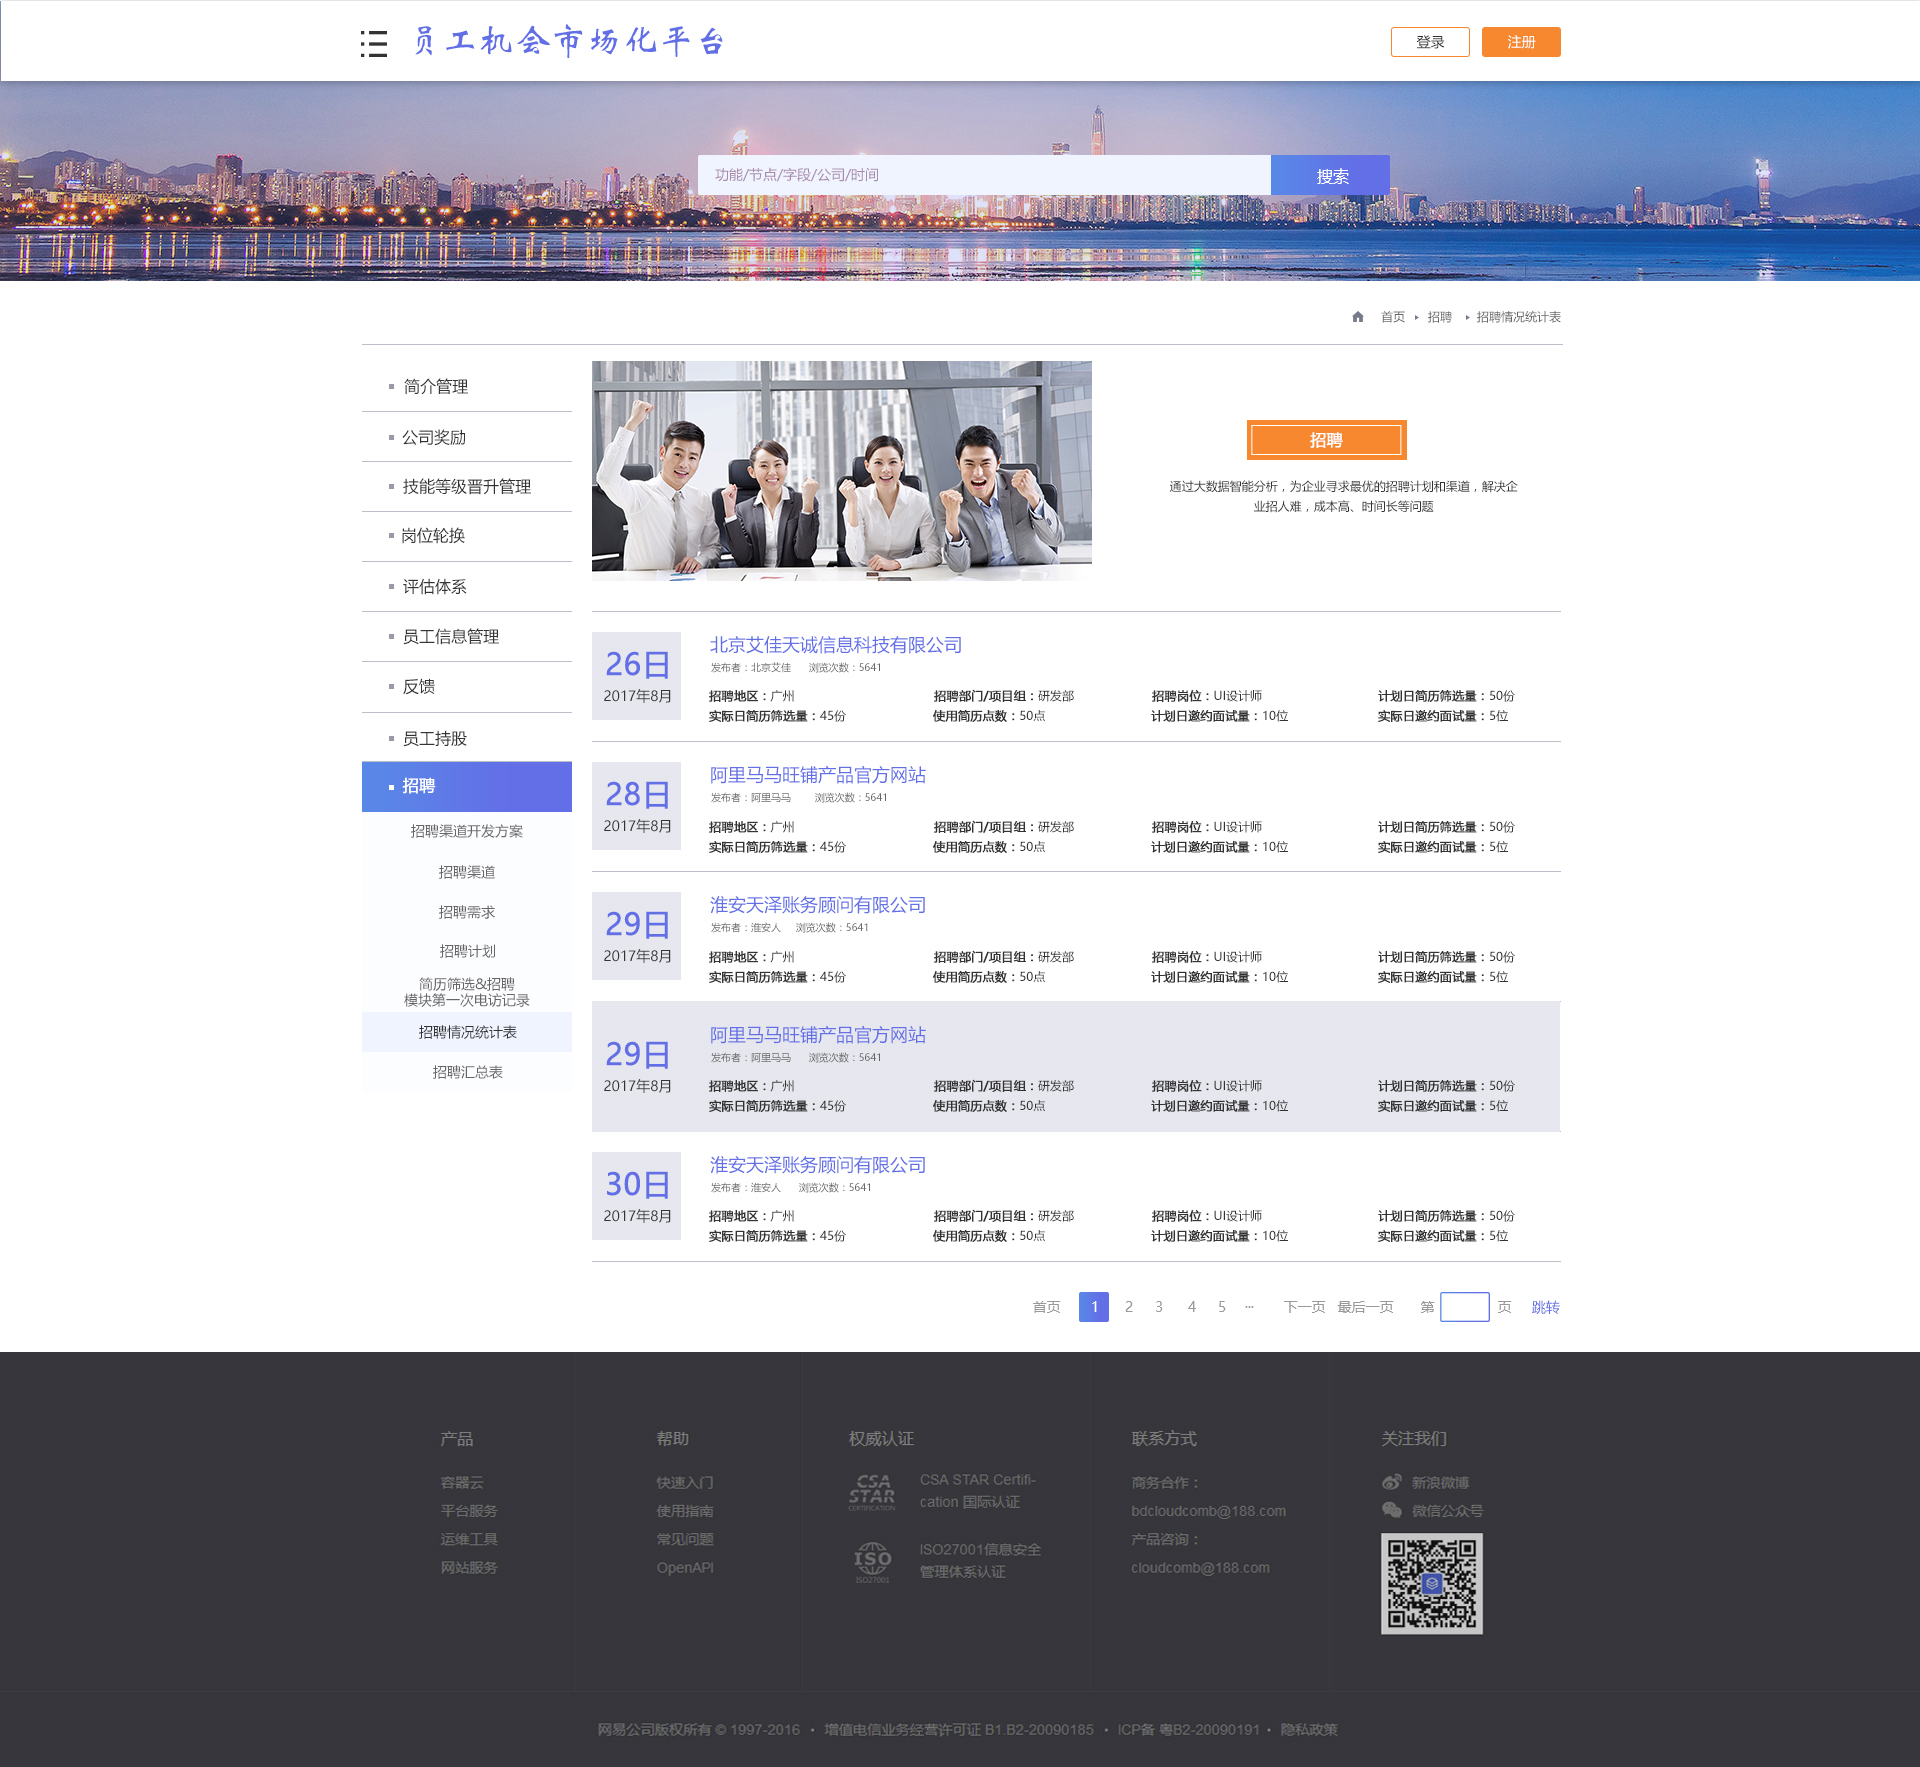 员工机会市场化平台
登录
注册
功能/节点/字段/公司/时间
搜索
首页 招聘 招聘情况统计表
简介管理
公司奖励
技能等级晋升管理
岗位轮换
评估体系
员工信息管理
反馈
员工持股
招聘
招聘渠道开发方案
招聘渠道
招聘需求
招聘计划
简历筛选&招聘
模块第一次电访记录
招聘情况统计表
招聘汇总表
招聘
通过大数据智能分析，为企业寻求最优的招聘计划和渠道，解决企
业招人难，成本高、时间长等问题
26日
2017年8月
北京艾佳天诚信息科技有限公司
发布者：北京艾佳 浏览次数：5641
招聘地区：广州 招聘部门/项目组：研发部 招聘岗位：UI设计师 计划日简历筛选量：50份
实际日简历筛选量：45份 使用简历点数：50点 计划日邀约面试量：10位 实际日邀约面试量：5位
28日
2017年8月
阿里马马旺铺产品官方网站
发布者：阿里马马 浏览次数：5641
招聘地区：广州 招聘部门/项目组：研发部 招聘岗位：UI设计师 计划日简历筛选量：50份
实际日简历筛选量：45份 使用简历点数：50点 计划日邀约面试量：10位 实际日邀约面试量：5位
29日
2017年8月
淮安天泽账务顾问有限公司
发布者：淮安人 浏览次数：5641
招聘地区：广州 招聘部门/项目组：研发部 招聘岗位：UI设计师 计划日简历筛选量：50份
实际日简历筛选量：45份 使用简历点数：50点 计划日邀约面试量：10位 实际日邀约面试量：5位
29日
2017年8月
阿里马马旺铺产品官方网站
发布者：阿里马马 浏览次数：5641
招聘地区：广州 招聘部门/项目组：研发部 招聘岗位：UI设计师 计划日简历筛选量：50份
实际日简历筛选量：45份 使用简历点数：50点 计划日邀约面试量：10位 实际日邀约面试量：5位
30日
2017年8月
淮安天泽账务顾问有限公司
发布者：淮安人 浏览次数：5641
招聘地区：广州 招聘部门/项目组：研发部 招聘岗位：UI设计师 计划日简历筛选量：50份
实际日简历筛选量：45份 使用简历点数：50点 计划日邀约面试量：10位 实际日邀约面试量：5位
首页 1 2 3 4 5 ··· 下一页 最后一页 第 页 跳转
产品
容器云
平台服务
运维工具
网站服务
帮助
快速入门
使用指南
常见问题
OpenAPI
权威认证
CSA
STAR
CERTIFICATION
CSA STAR Certifi-
cation 国际认证
ISO
ISO27001
ISO27001信息安全
管理体系认证
联系方式
商务合作：
bdcloudcomb@188.com
产品咨询：
cloudcomb@188.com
关注我们
新浪微博
微信公众号
网易公司版权所有 © 1997-2016 • 增值电信业务经营许可证 B1.B2-20090185 • ICP备 粤B2-20090191 • 隐私政策